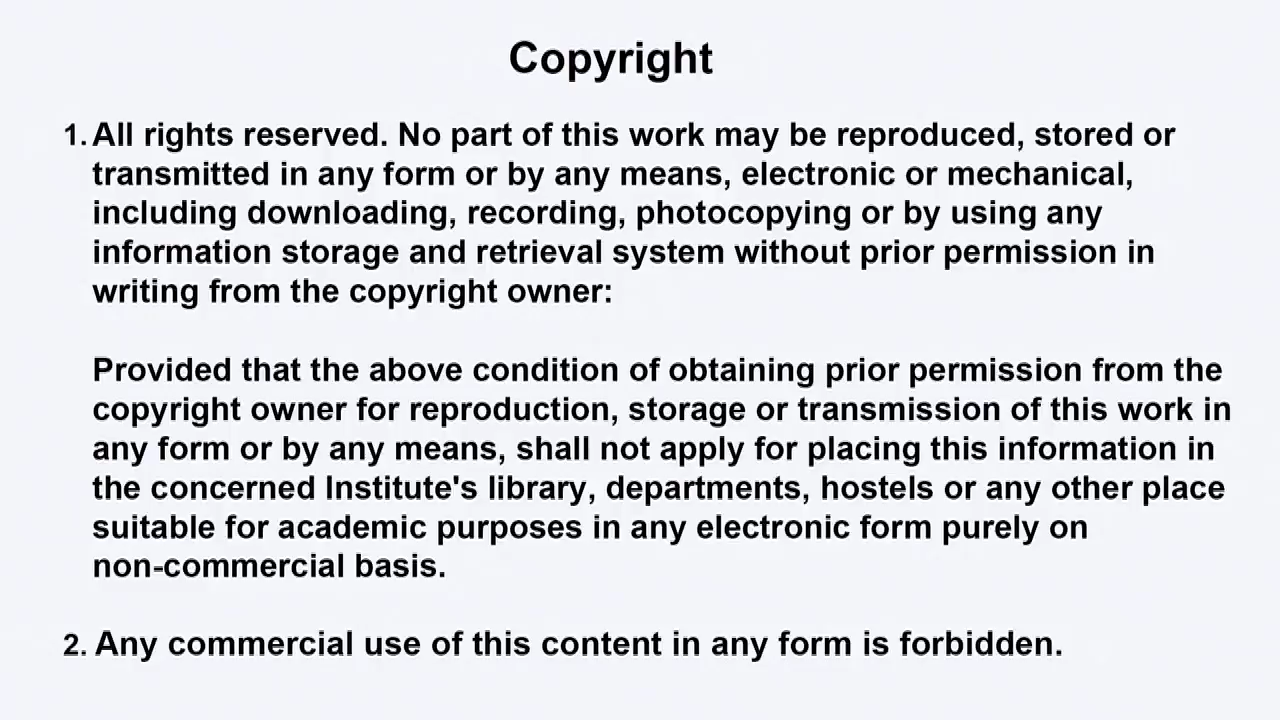 Copyright
1. All rights reserved. No part of this work may be reproduced, stored or
transmitted in any form or by any means, electronic or mechanical,
including downloading, recording, photocopying or by using any
information storage and retrieval system without prior permission in
writing from the copyright owner:
Provided that the above condition of obtaining prior permission from the
copyright owner for reproduction, storage or transmission of this work in
any form or by any means, shall not apply for placing this information in
the concerned Institute's library, departments, hostels or any other place
suitable for academic purposes in any electronic form purely on
non-commercial basis.
2. Any commercial use of this content in any form is forbidden.